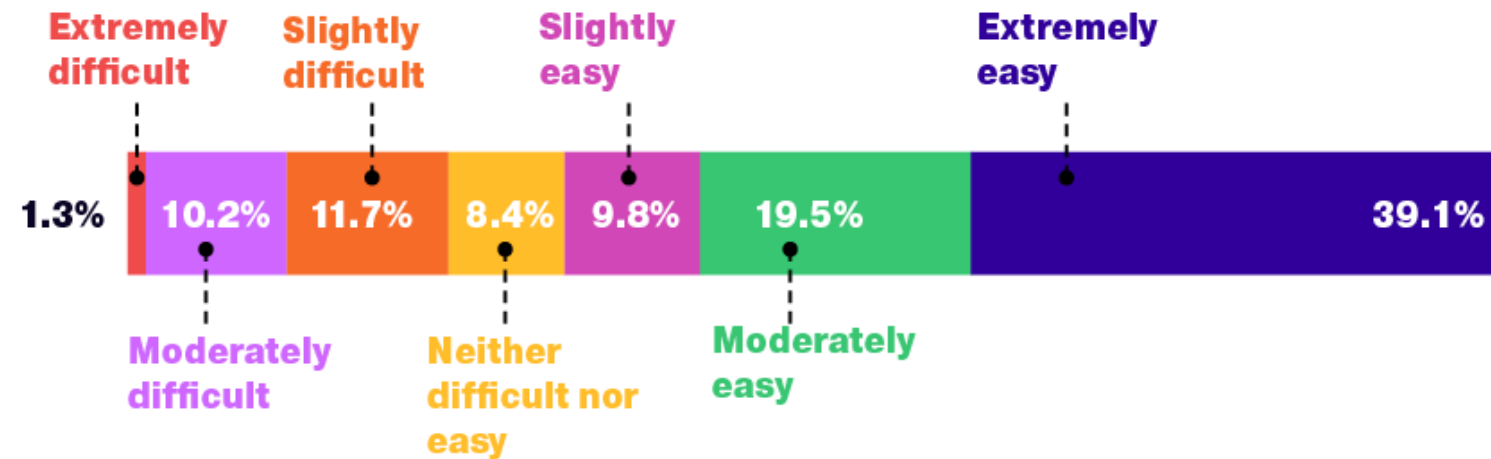 Extremely
difficult
Slightly
difficult
Slightly
easy
Extremely
easy
1.3%
10.2%
11.7%
8.4%
9.8%
19.5%
39.1%
Moderately
difficult
Neither
difficult nor
easy
Moderately
easy